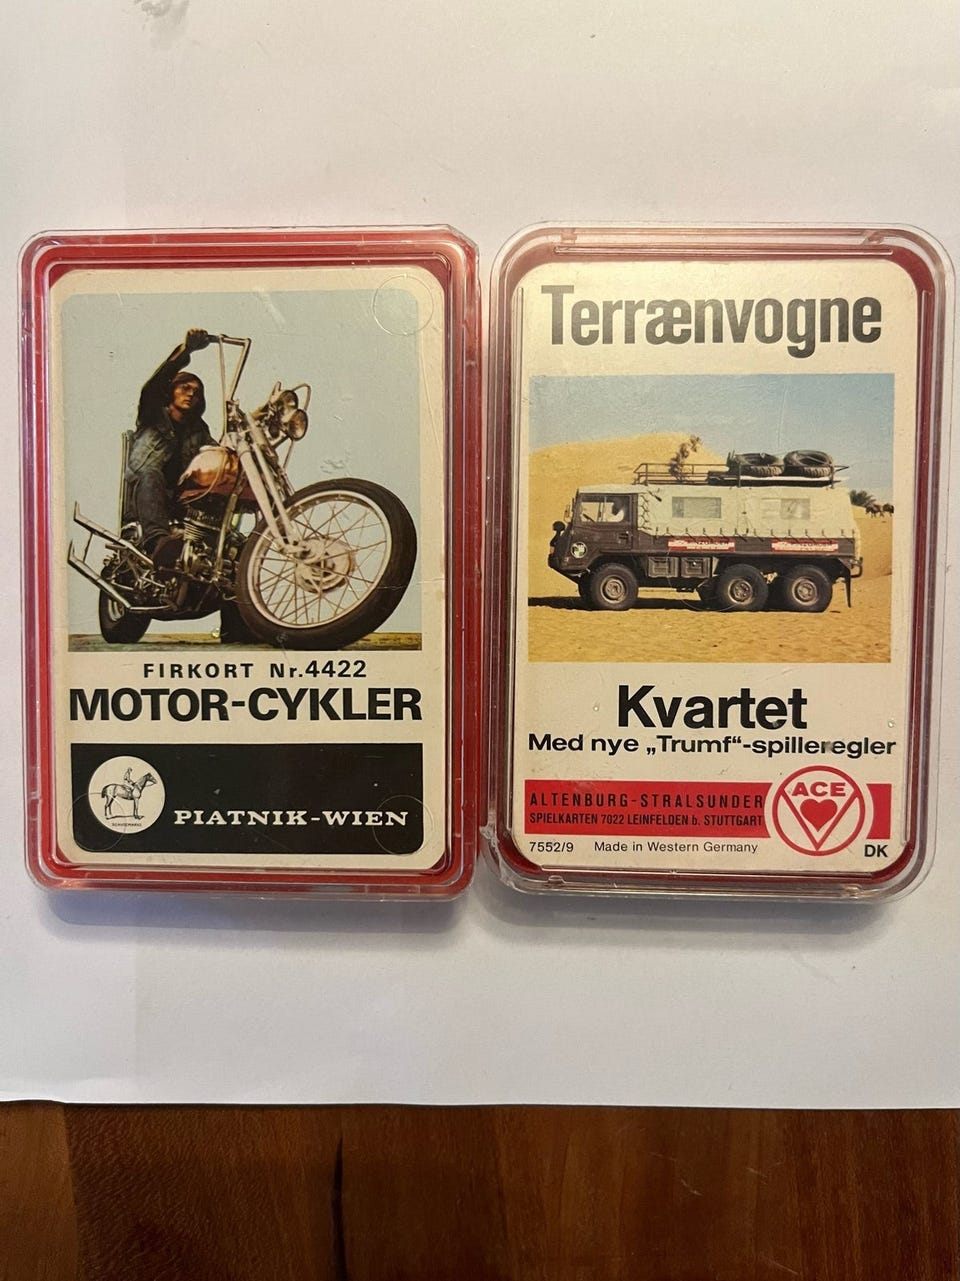 FIRKORT Nr.4422
MOTOR-CYKLER
SCHUTZMARKE
PIATNIK-WIEN
Terrænvogne
Kvartet
Med nye „Trumf“-spilleregler
ALTENBURG-STRALSUNDER
SPIELKARTEN 7022 LEINFELDEN b. STUTTGART
ACE
7552/9 Made in Western Germany
DK